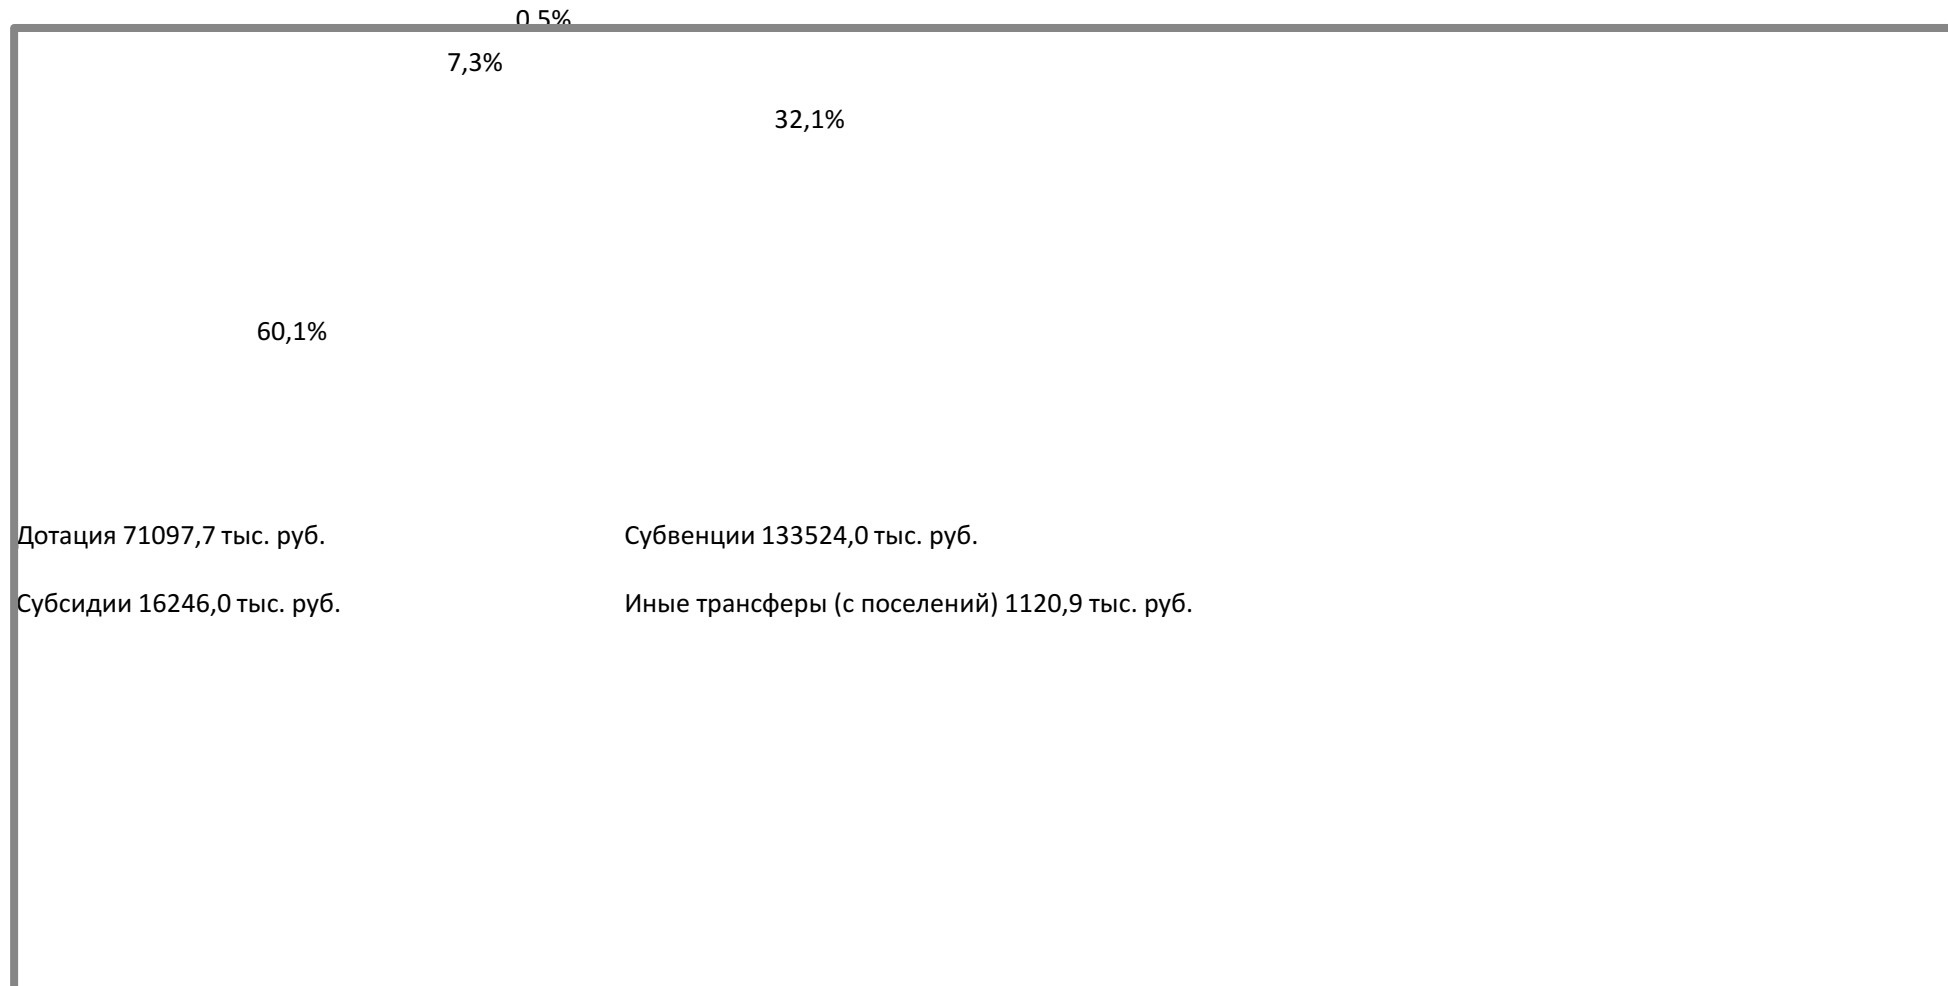 0,5%
7,3%
32,1%
60,1%
Дотация 71097,7 тыс. руб.
Субвенции 133524,0 тыс. руб.
Субсидии 16246,0 тыс. руб.
Иные трансферы (с поселений) 1120,9 тыс. руб.